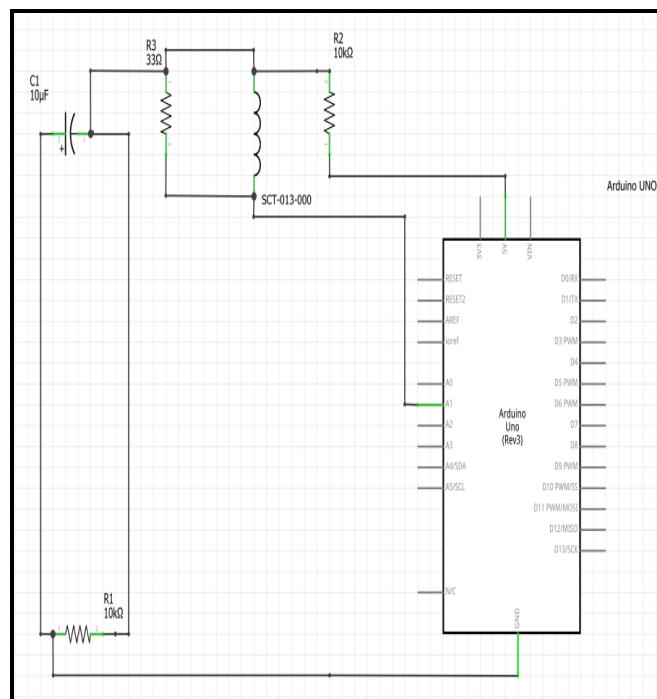 R3
33Ω
R2
10kΩ
C1
10µF
+
SCT-013-000
Arduino UNO
3V3
5V
VIN
RESET
RESET2
AREF
ioref
A0
A1
A2
A3
A4/SDA
A5/SCL
N/C
Arduino
Uno
(Rev3)
D0/RX
D1/TX
D2
D3 PWM
D4
D5 PWM
D6 PWM
D7
D8
D9 PWM
D10 PWM/SS
D11 PWM/MOSI
D12/MISO
D13/SCK
GND
R1
10kΩ